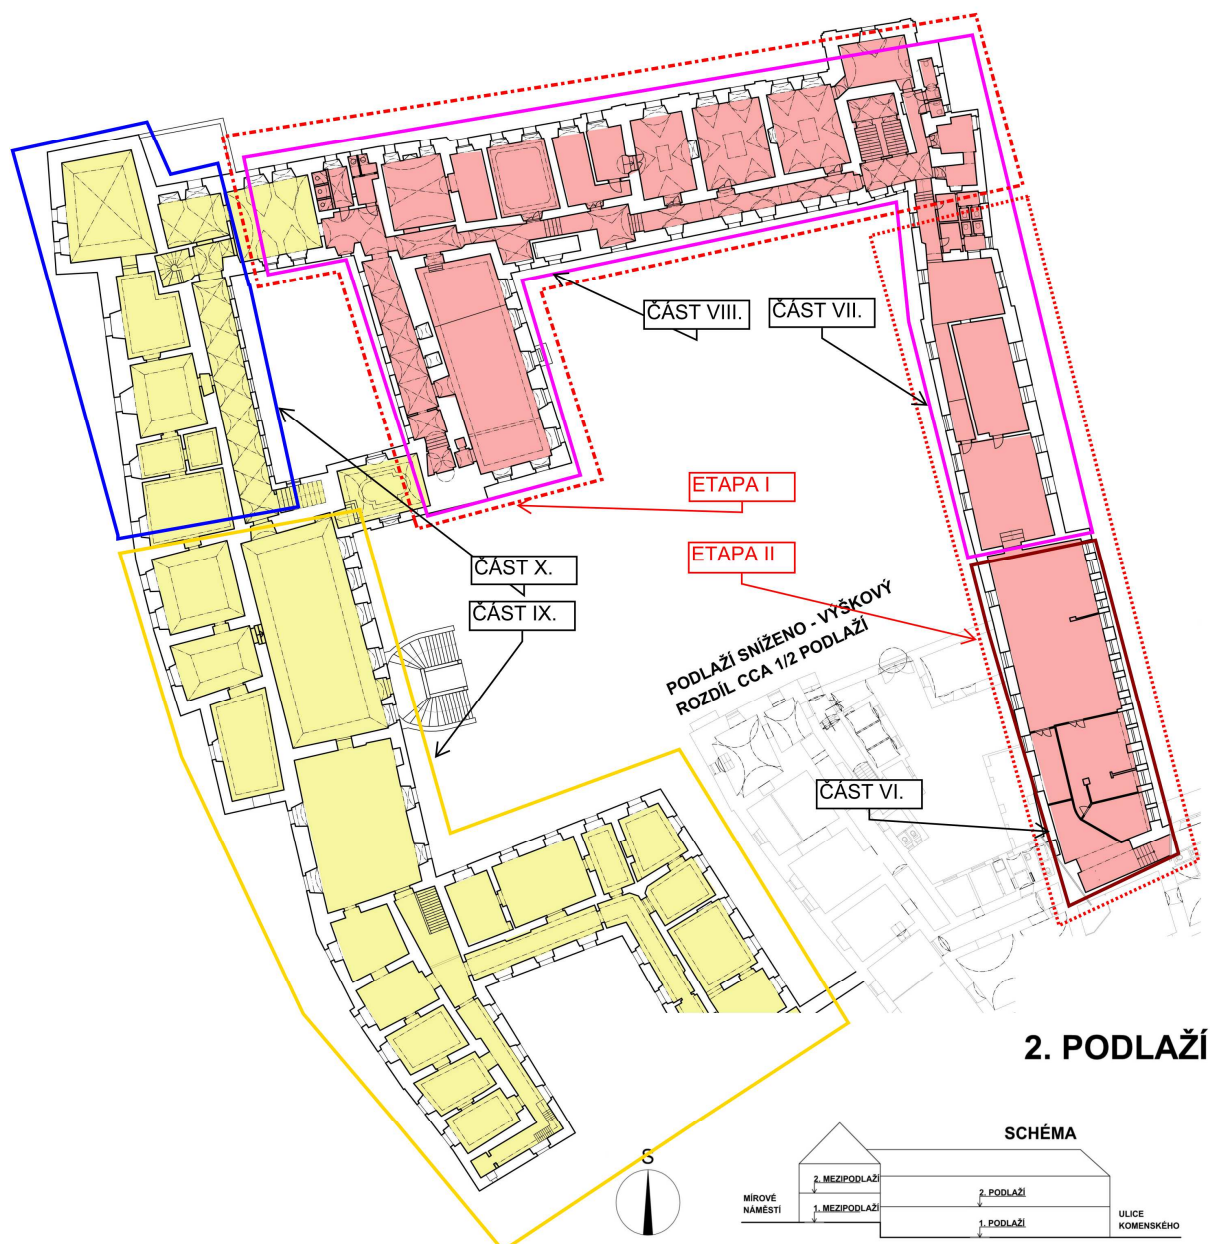 ČÁST VIII.
ČÁST VII.
ETAPA I
ETAPA II
ČÁST X.
ČÁST IX.
PODLAŽÍ SNÍŽENO - VÝŠKOVÝ
ROZDÍL CCA 1/2 PODLAŽÍ
ČÁST VI.
2. PODLAŽÍ
S
SCHÉMA
MÍROVÉ
NÁMĚSTÍ
2. MEZIPODLAŽÍ
1. MEZIPODLAŽÍ
2. PODLAŽÍ
1. PODLAŽÍ
ULICE
KOMENSKÉHO